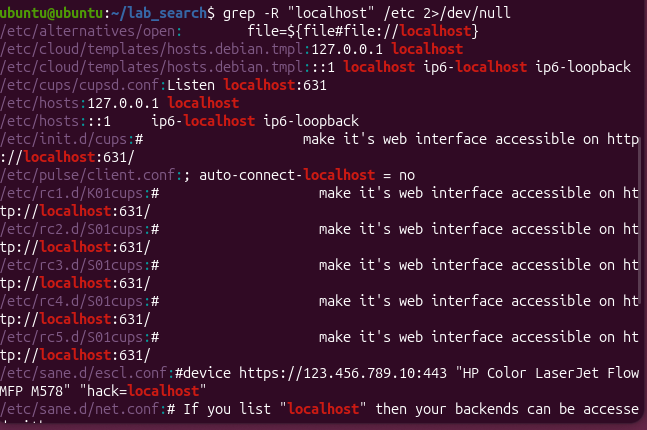 ubuntu@ubuntu:~/lab_search$ grep -R "localhost" /etc 2>/dev/null
/etc/alternatives/open:        file=${file#file://localhost}
/etc/cloud/templates/hosts.debian.tmpl:127.0.0.1 localhost
/etc/cloud/templates/hosts.debian.tmpl:::1 localhost ip6-localhost ip6-loopback
/etc/cups/cupsd.conf:Listen localhost:631
/etc/hosts:127.0.0.1 localhost
/etc/hosts:::1     ip6-localhost ip6-loopback
/etc/init.d/cups:#                    make it's web interface accessible on http
://localhost:631/
/etc/pulse/client.conf:; auto-connect-localhost = no
/etc/rc1.d/K01cups:#                    make it's web interface accessible on ht
tp://localhost:631/
/etc/rc2.d/S01cups:#                    make it's web interface accessible on ht
tp://localhost:631/
/etc/rc3.d/S01cups:#                    make it's web interface accessible on ht
tp://localhost:631/
/etc/rc4.d/S01cups:#                    make it's web interface accessible on ht
tp://localhost:631/
/etc/rc5.d/S01cups:#                    make it's web interface accessible on ht
tp://localhost:631/
/etc/sane.d/escl.conf:#device https://123.456.789.10:443 "HP Color LaserJet Flow
MFP M578" "hack=localhost"
/etc/sane.d/net.conf:# If you list "localhost" then your backends can be accesse